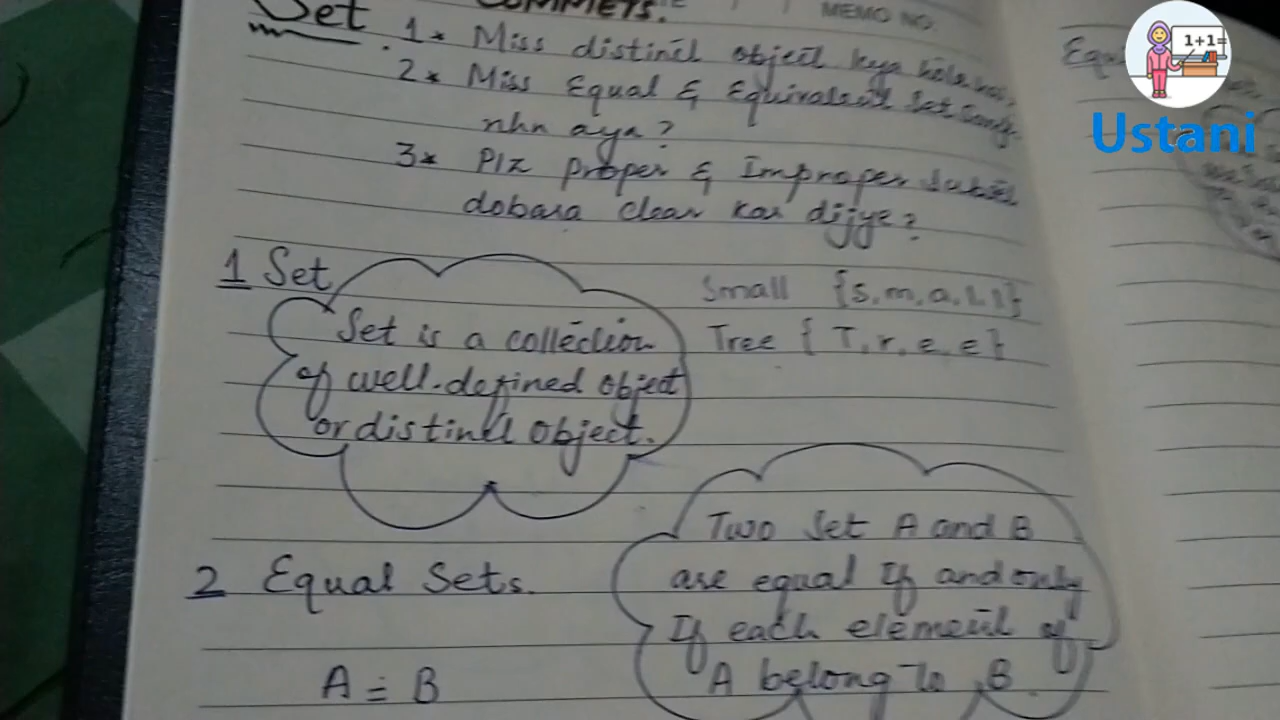 Set COMMETS.
MEMO NO
1* Miss distinct object kya hota hai,
2* Miss Equal & Equivalent Set
nhn aya?
3* Plz Proper & Improper
dobara clear kar dijye?
1 Set
Set is a collection
of well-defined object
or distinct object.
Small {s, m, a, l, l}
Tree { T, r, e, e}
2 Equal Sets.
A = B
Two Set A and B
are equal If and only
If each element of
A belong to B.
1+1=
Ustani